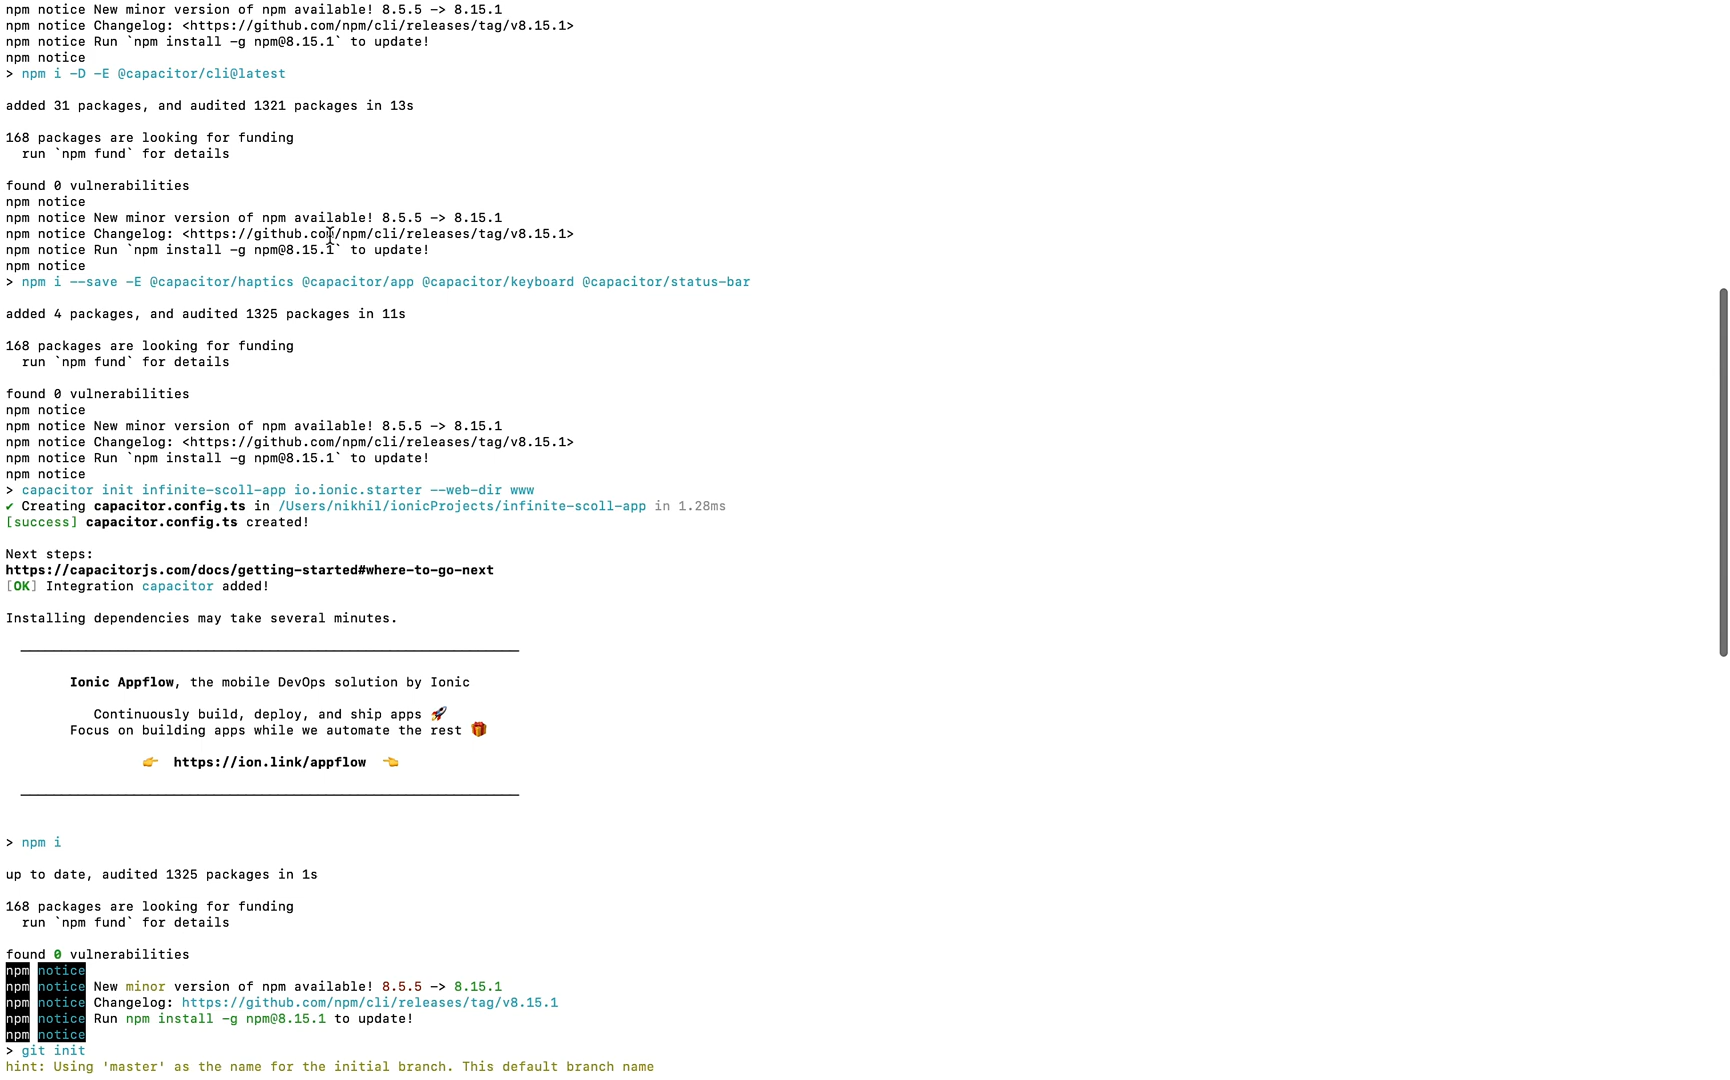 npm notice New minor version of npm available! 8.5.5 -> 8.15.1
npm notice Changelog: <https://github.com/npm/cli/releases/tag/v8.15.1>
npm notice Run `npm install -g npm@8.15.1` to update!
npm notice
> npm i -D -E @capacitor/cli@latest
added 31 packages, and audited 1321 packages in 13s
168 packages are looking for funding
run `npm fund` for details
found 0 vulnerabilities
npm notice
npm notice New minor version of npm available! 8.5.5 -> 8.15.1
npm notice Changelog: <https://github.com/npm/cli/releases/tag/v8.15.1>
npm notice Run `npm install -g npm@8.15.1` to update!
npm notice
> npm i --save -E @capacitor/haptics @capacitor/app @capacitor/keyboard @capacitor/status-bar
added 4 packages, and audited 1325 packages in 11s
168 packages are looking for funding
run `npm fund` for details
found 0 vulnerabilities
npm notice
npm notice New minor version of npm available! 8.5.5 -> 8.15.1
npm notice Changelog: <https://github.com/npm/cli/releases/tag/v8.15.1>
npm notice Run `npm install -g npm@8.15.1` to update!
npm notice
> capacitor init infinite-scoll-app io.ionic.starter --web-dir www
✔ Creating capacitor.config.ts in /Users/nikhil/ionicProjects/infinite-scoll-app in 1.28ms
[success] capacitor.config.ts created!
Next steps:
https://capacitorjs.com/docs/getting-started#where-to-go-next
[OK] Integration capacitor added!
Installing dependencies may take several minutes.
Ionic Appflow, the mobile DevOps solution by Ionic
Continuously build, deploy, and ship apps 🚀
Focus on building apps while we automate the rest 🎁
👉 https://ion.link/appflow 👈
> npm i
up to date, audited 1325 packages in 1s
168 packages are looking for funding
run `npm fund` for details
found 0 vulnerabilities
npm notice
npm notice New minor version of npm available! 8.5.5 -> 8.15.1
npm notice Changelog: https://github.com/npm/cli/releases/tag/v8.15.1
npm notice Run npm install -g npm@8.15.1 to update!
npm notice
> git init
hint: Using 'master' as the name for the initial branch. This default branch name